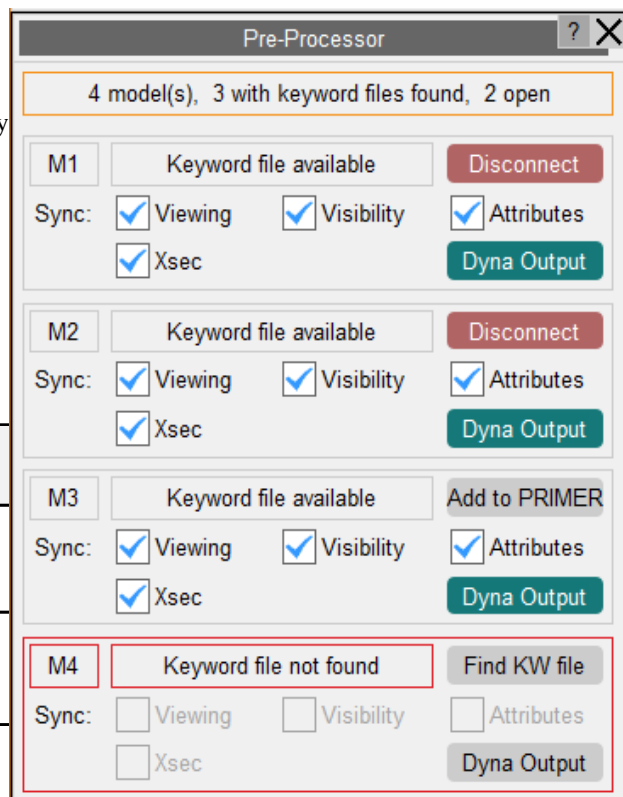 Pre-Processor ?
4 model(s), 3 with keyword files found, 2 open
y
M1 Keyword file available Disconnect
Sync: Viewing Visibility Attributes
Xsec Dyna Output
M2 Keyword file available Disconnect
Sync: Viewing Visibility Attributes
Xsec Dyna Output
M3 Keyword file available Add to PRIMER
Sync: Viewing Visibility Attributes
Xsec Dyna Output
M4 Keyword file not found Find KW file
Sync: Viewing Visibility Attributes
Xsec Dyna Output